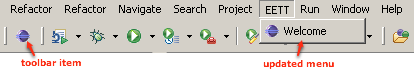 Refactor Refactor Navigate Search Project EETT Run Window Help
Welcome
toolbar item
updated menu